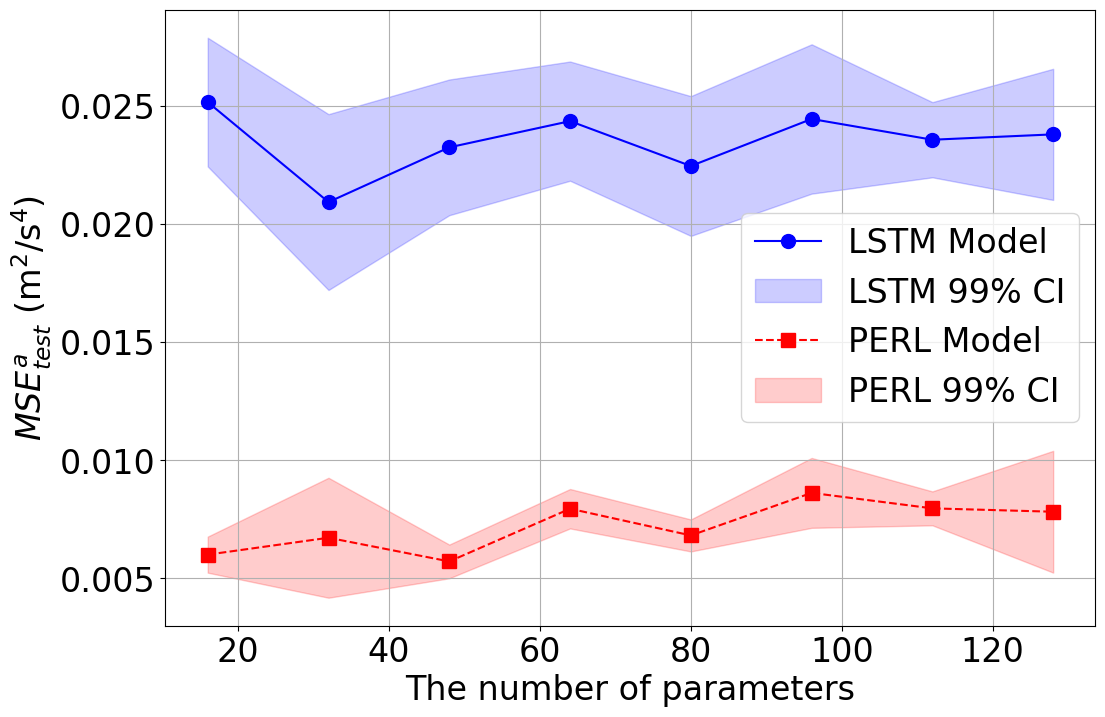 0.025
0.020
0.015
0.010
0.005
MSE^a_test (m²/s⁴)
LSTM Model
LSTM 99% CI
PERL Model
PERL 99% CI
20 40 60 80 100 120
The number of parameters